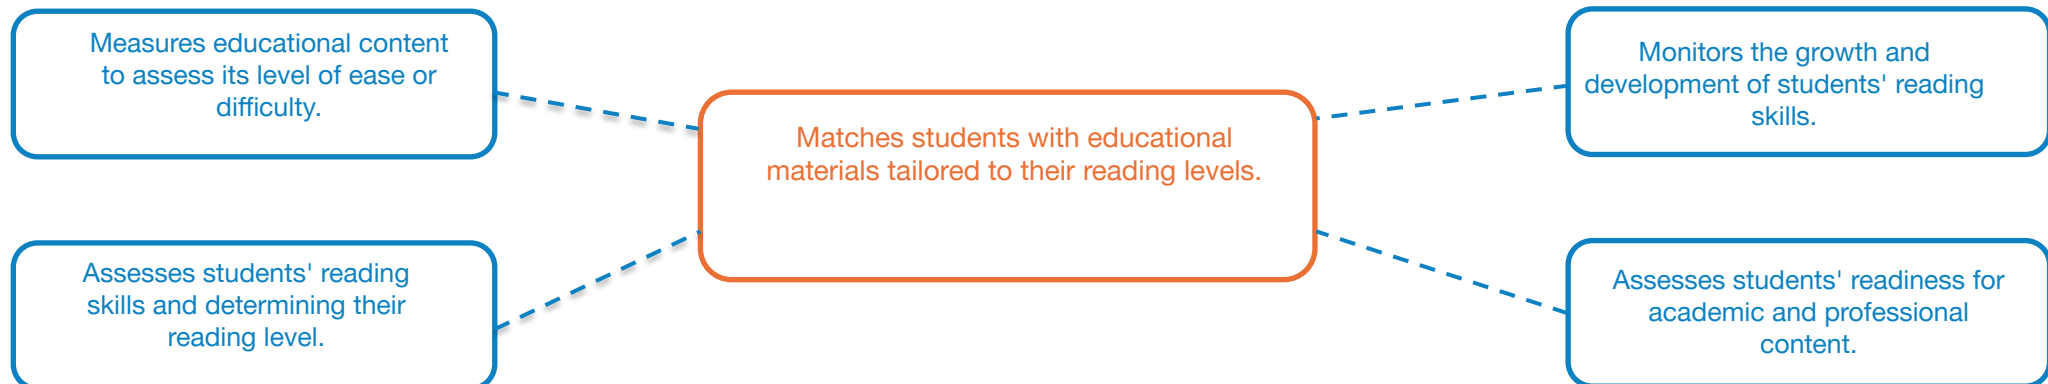 Measures educational content
to assess its level of ease or
difficulty.
Assesses students' reading
skills and determining their
reading level.
Matches students with educational
materials tailored to their reading levels.
Monitors the growth and
development of students' reading
skills.
Assesses students' readiness for
academic and professional
content.